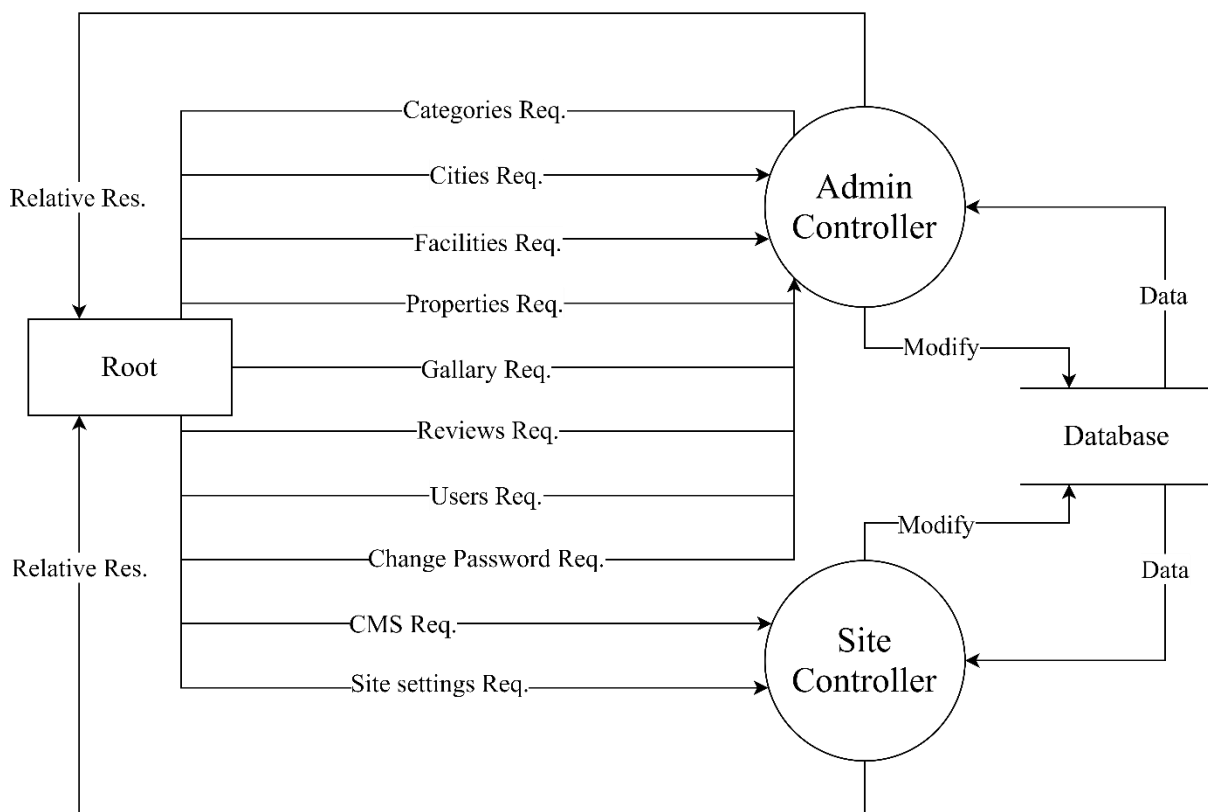 Categories Req.
Cities Req.
Relative Res.
Admin
Controller
Facilities Req.
Properties Req.
Data
Modify
Root
Gallary Req.
Reviews Req.
Database
Users Req.
Modify
Change Password Req.
Relative Res.
Data
CMS Req.
Site
Controller
Site settings Req.